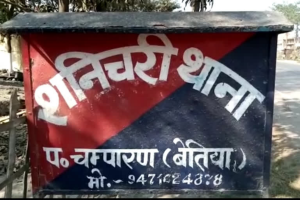 शनिचरी थाना
प० चम्पारण (बेतिया)
मो.- 9471624878